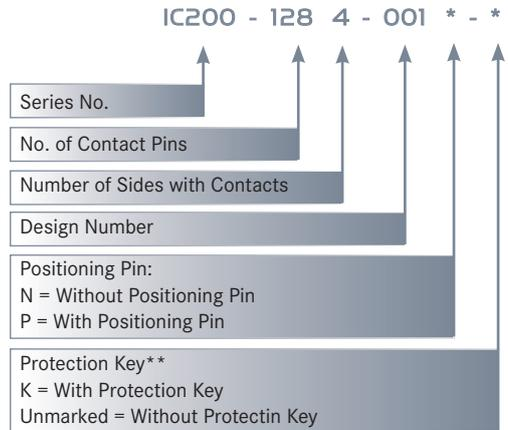 IC200 - 128 4 - 001 * - *
Series No.
No. of Contact Pins
Number of Sides with Contacts
Design Number
Positioning Pin:
N = Without Positioning Pin
P = With Positioning Pin
Protection Key**
K = With Protection Key
Unmarked = Without Protectin Key